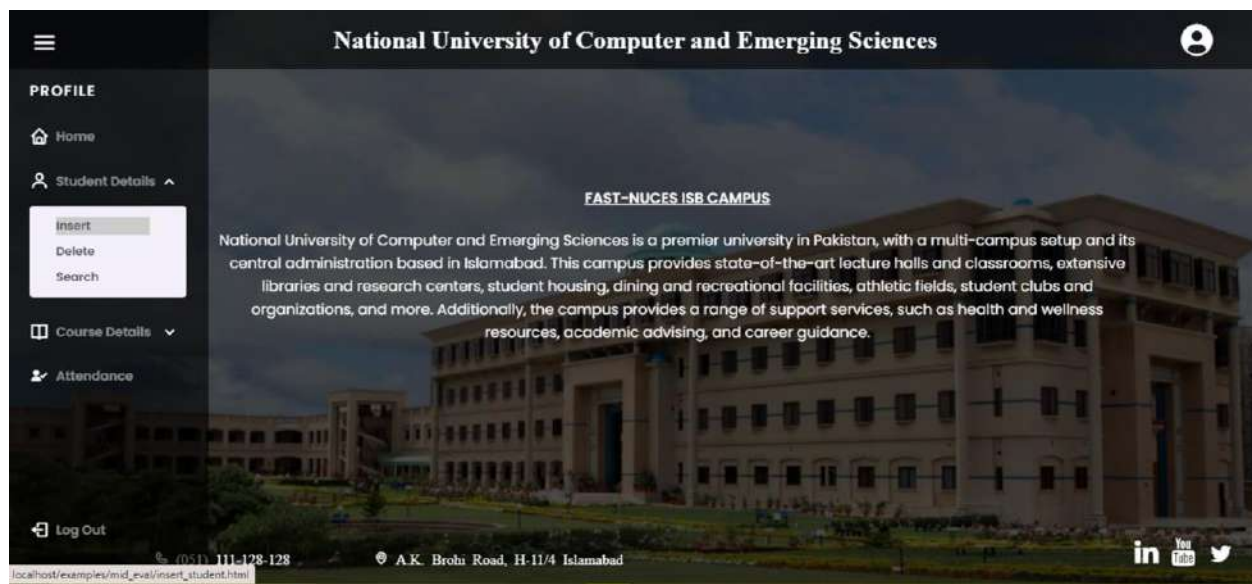 National University of Computer and Emerging Sciences
PROFILE
Home
Student Details
Insert
Delete
Search
Course Details
Attendance
Log Out
FAST-NUCES ISB CAMPUS
National University of Computer and Emerging Sciences is a premier university in Pakistan, with a multi-campus setup and its
central administration based in Islamabad. This campus provides state-of-the-art lecture halls and classrooms, extensive
libraries and research centers, student housing, dining and recreational facilities, athletic fields, student clubs and
organizations, and more. Additionally, the campus provides a range of support services, such as health and wellness
resources, academic advising, and career guidance.
(051) 111-128-128
A.K. Brohi Road, H-11/4 Islamabad
in
You
Tube
localhost/examples/mid_eval/insert_student.html